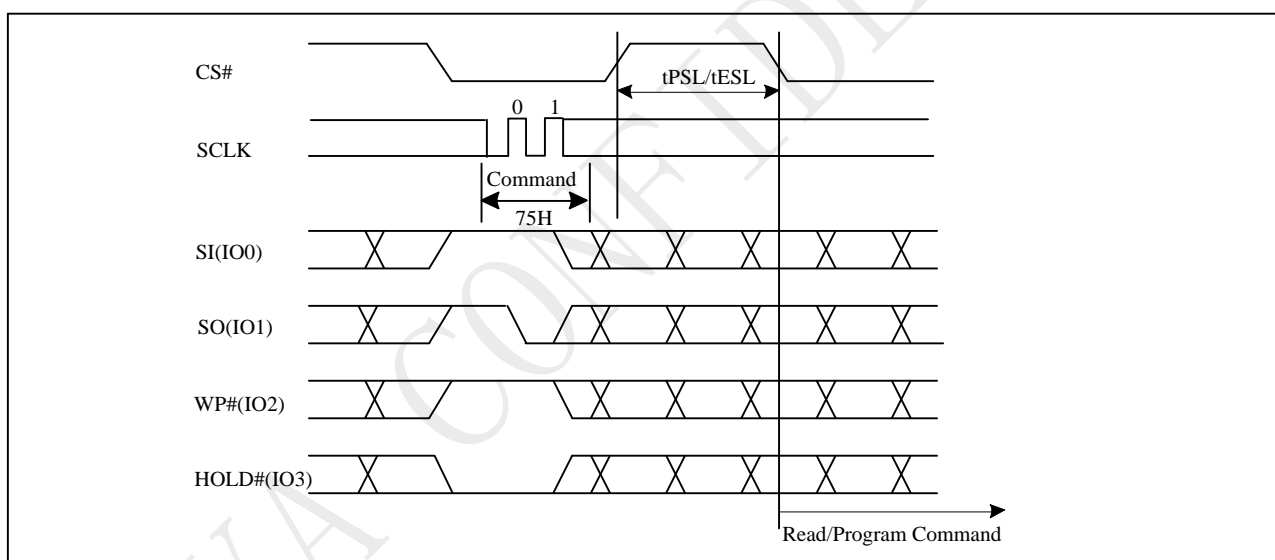 CS#
tPSL/tESL
0 1
SCLK
Command
75H
SI(IO0)
SO(IO1)
WP#(IO2)
HOLD#(IO3)
Read/Program Command